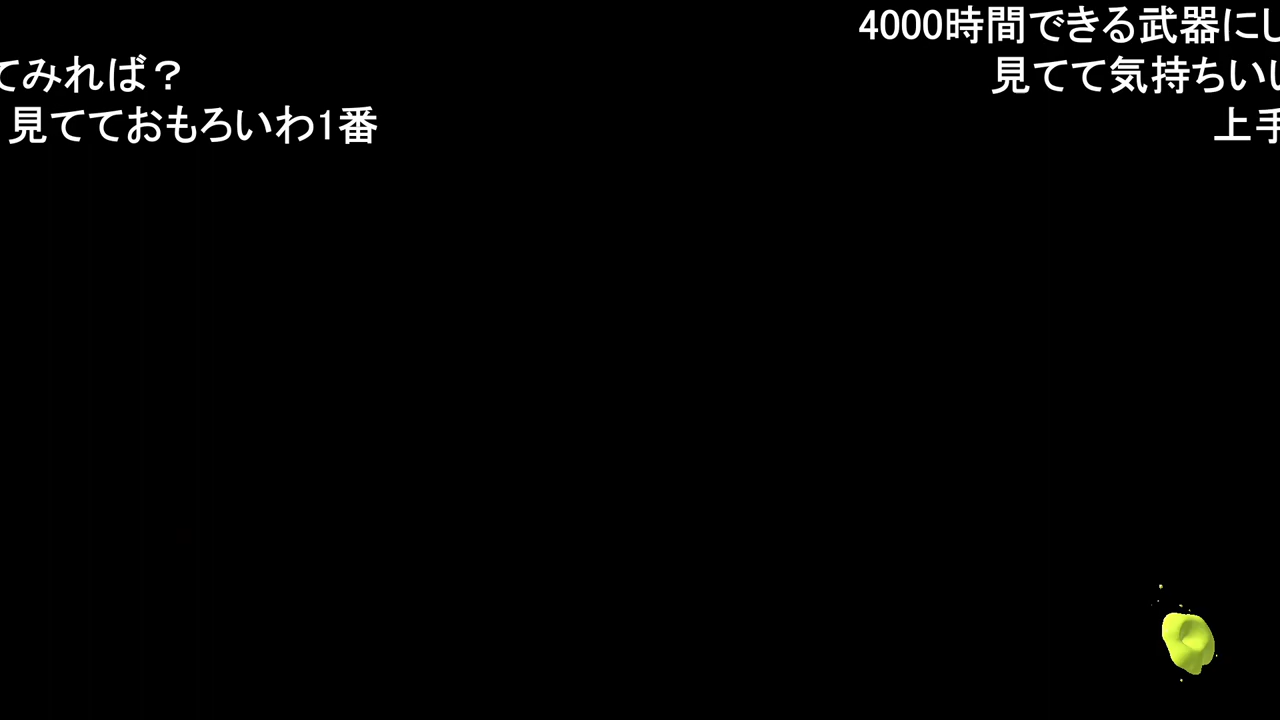 4000時間できる武器にし
てみれば？
見てて気持ちいい
見てておもろいわ1番
上手